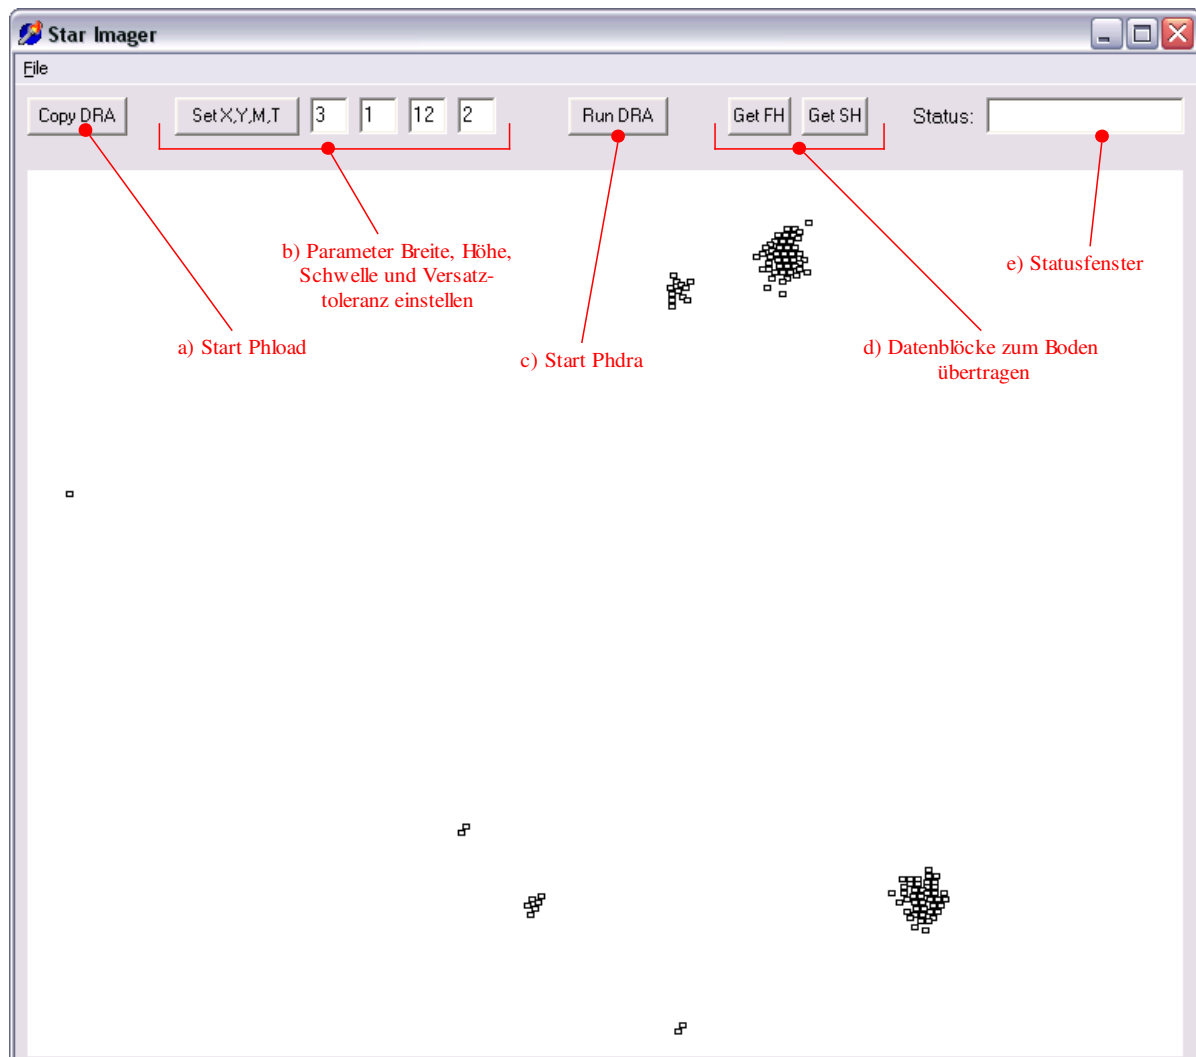 Star Imager
File
Copy DRA Set X,Y,M,T 3 1 12 2 Run DRA Get FH Get SH Status:
b) Parameter Breite, Höhe,
Schwelle und Versatz-
toleranz einstellen
e) Statusfenster
a) Start Phload
c) Start Phdra
d) Datenblöcke zum Boden
übertragen